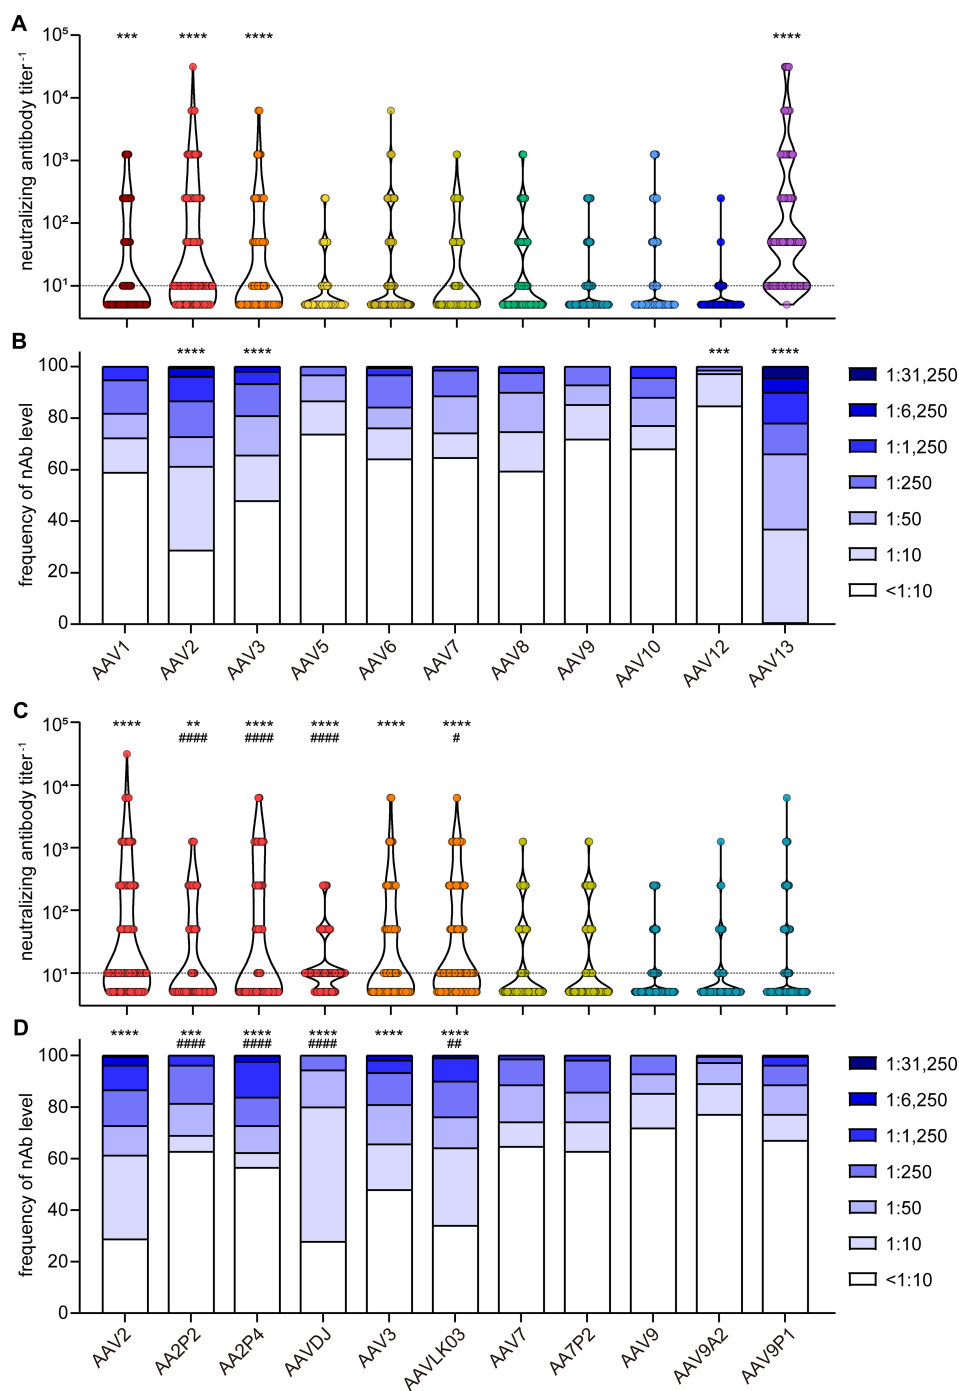 A
neutralizing antibody titer⁻¹
10⁵
10⁴
10³
10²
10¹
*** **** **** ****
B
frequency of nAb level
100
80
60
40
20
0
**** **** *** ****
AAV1 AAV2 AAV3 AAV5 AAV6 AAV7 AAV8 AAV9 AAV10 AAV12 AAV13
1:31,250
1:6,250
1:1,250
1:250
1:50
1:10
<1:10
C
neutralizing antibody titer⁻¹
10⁵
10⁴
10³
10²
10¹
**** ** **** **** **** ****
#### #### #### #
D
frequency of nAb level
100
80
60
40
20
0
**** *** **** **** **** ****
#### #### #### ##
AAV2 AA2P2 AA2P4 AAVDJ AAV3 AAVLK03 AAV7 AA7P2 AAV9 AAV9A2 AAV9P1
1:31,250
1:6,250
1:1,250
1:250
1:50
1:10
<1:10